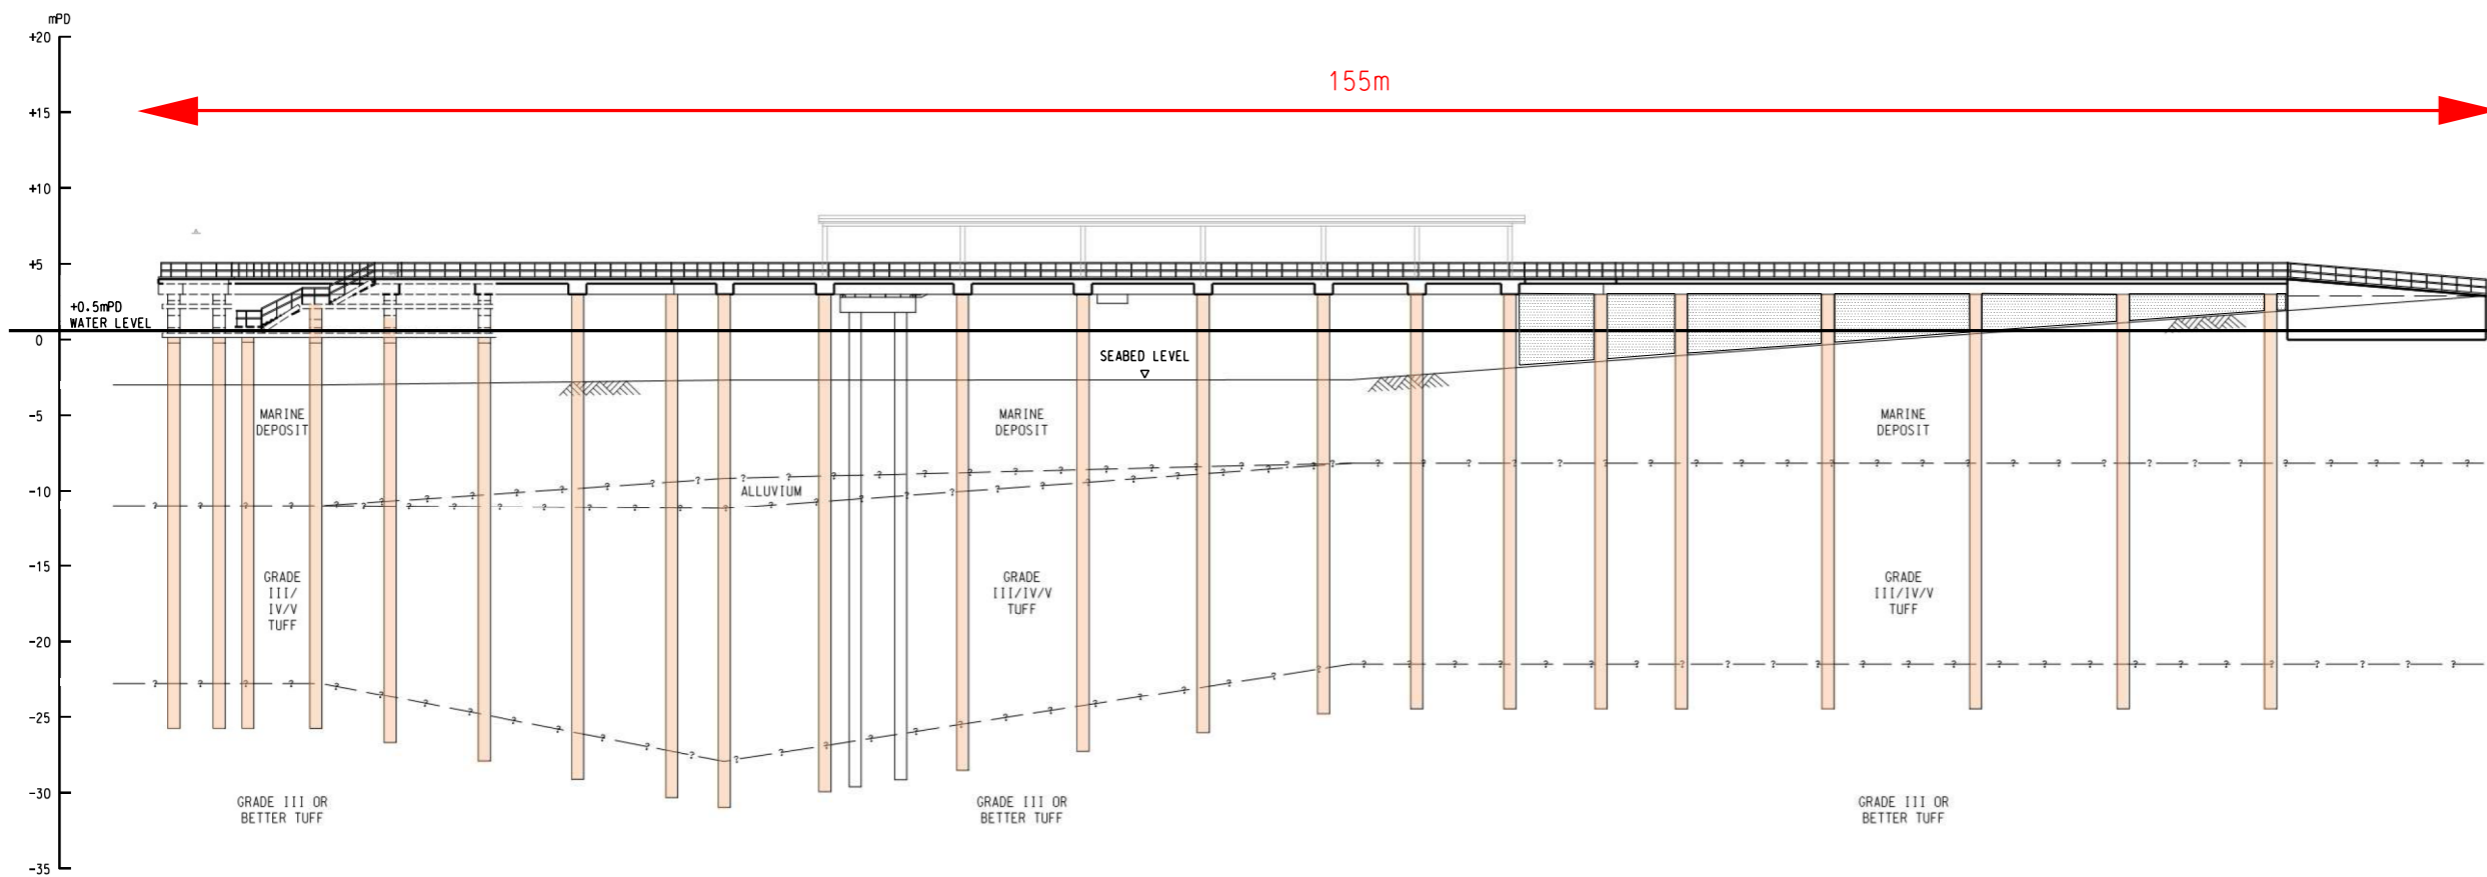 mPD
+20
155m
+15
+10
+5
+0.5mPD
WATER LEVEL
0
SEABED LEVEL
-5
MARINE
DEPOSIT
MARINE
DEPOSIT
MARINE
DEPOSIT
-10
ALLUVIUM
-15
GRADE
III/
IV/V
TUFF
GRADE
III/IV/V
TUFF
GRADE
III/IV/V
TUFF
-20
-25
-30
GRADE III OR
BETTER TUFF
GRADE III OR
BETTER TUFF
GRADE III OR
BETTER TUFF
-35